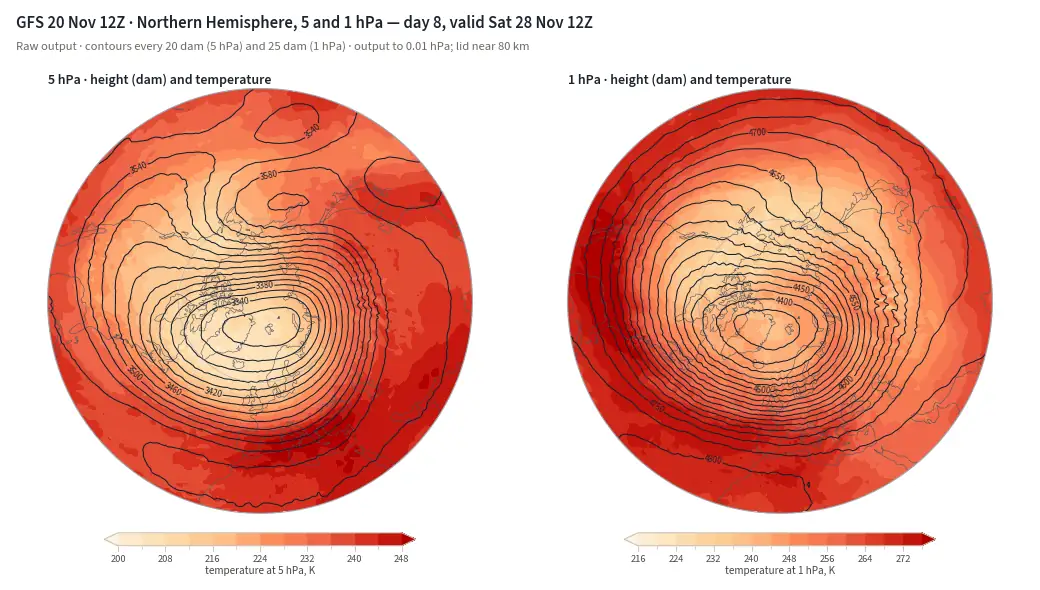 GFS 20 Nov 12Z · Northern Hemisphere, 5 and 1 hPa — day 8, valid Sat 28 Nov 12Z
Raw output · contours every 20 dam (5 hPa) and 25 dam (1 hPa) · output to 0.01 hPa; lid near 80 km
5 hPa · height (dam) and temperature
1 hPa · height (dam) and temperature
3540
3540
3580
3380
3340
3500
3460
3420
4700
4650
4450
4400
4500
4600
200 208 216 224 232 240 248
temperature at 5 hPa, K
216 224 232 240 248 256 264 272
temperature at 1 hPa, K